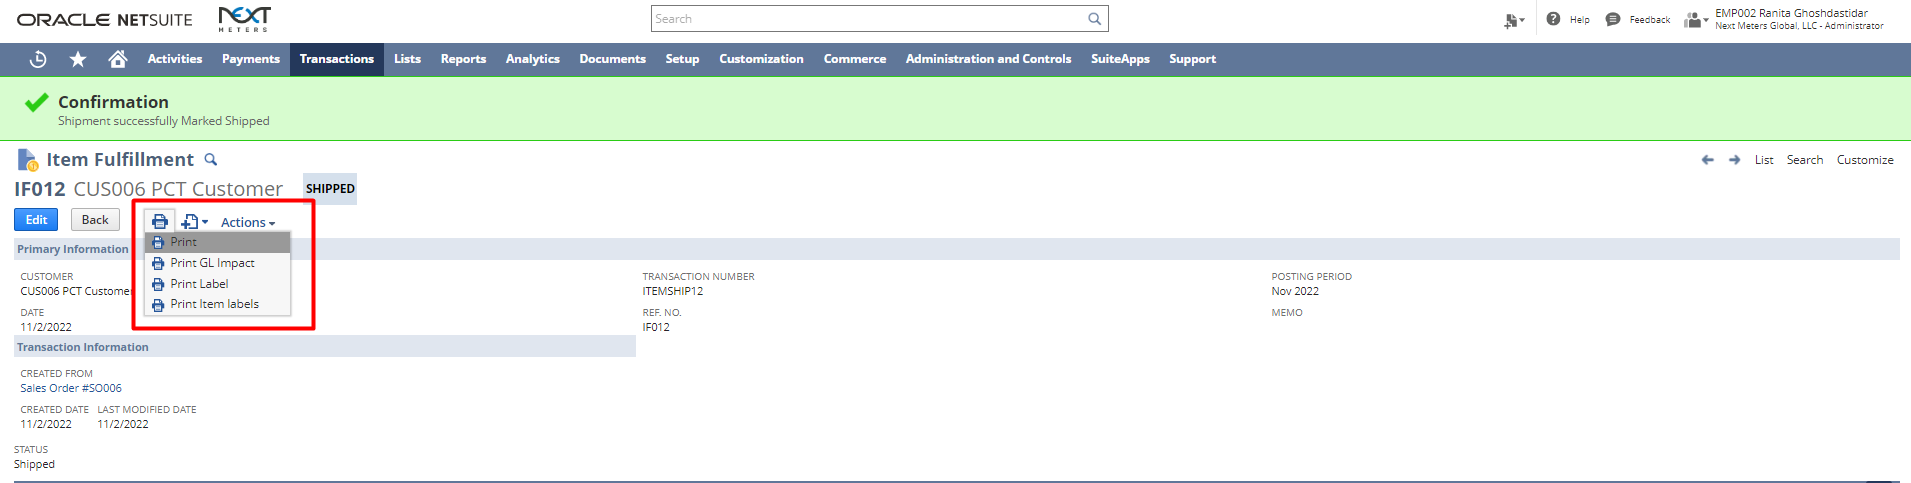 ORACLE NETSUITE
NEXT
METERS
Search
Help
Feedback
EMP002 Ranita Ghoshdastidar
Next Meters Global, LLC - Administrator
Activities Payments Transactions Lists Reports Analytics Documents Setup Customization Commerce Administration and Controls SuiteApps Support
Confirmation
Shipment successfully Marked Shipped
Item Fulfillment
List Search Customize
IF012 CUS006 PCT Customer SHIPPED
Edit Back Actions
Print
Print GL Impact
Print Label
Print Item labels
Primary Information
CUSTOMER
CUS006 PCT Customer
DATE
11/2/2022
TRANSACTION NUMBER
ITEMSHIP12
REF. NO.
IF012
POSTING PERIOD
Nov 2022
MEMO
Transaction Information
CREATED FROM
Sales Order #SO006
CREATED DATE LAST MODIFIED DATE
11/2/2022 11/2/2022
STATUS
Shipped